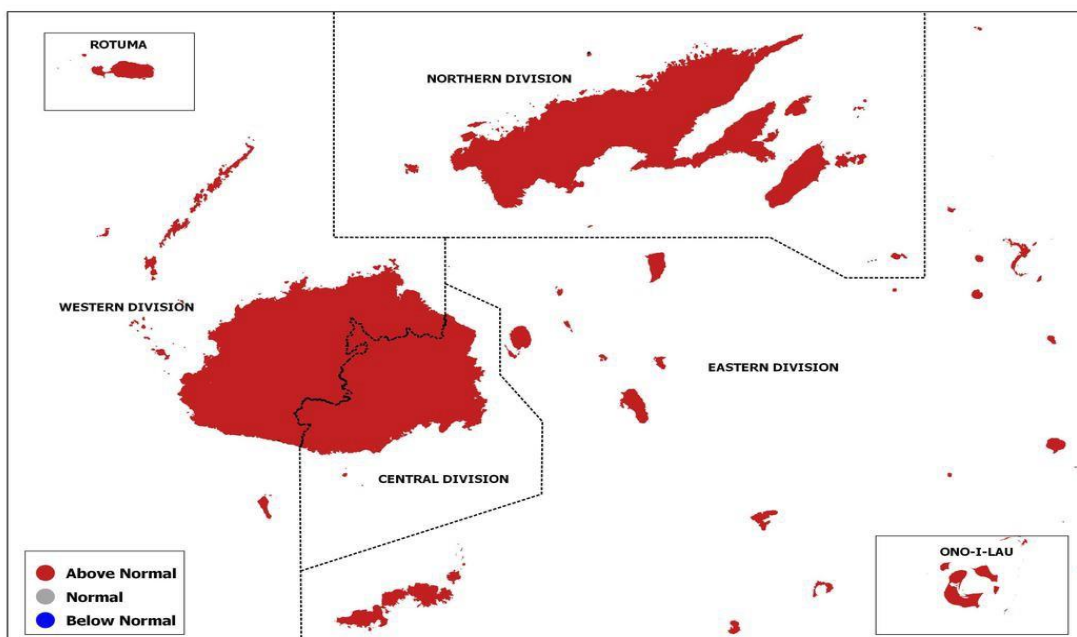 ROTUMA
NORTHERN DIVISION
WESTERN DIVISION
EASTERN DIVISION
CENTRAL DIVISION
ONO-I-LAU
Above Normal
Normal
Below Normal